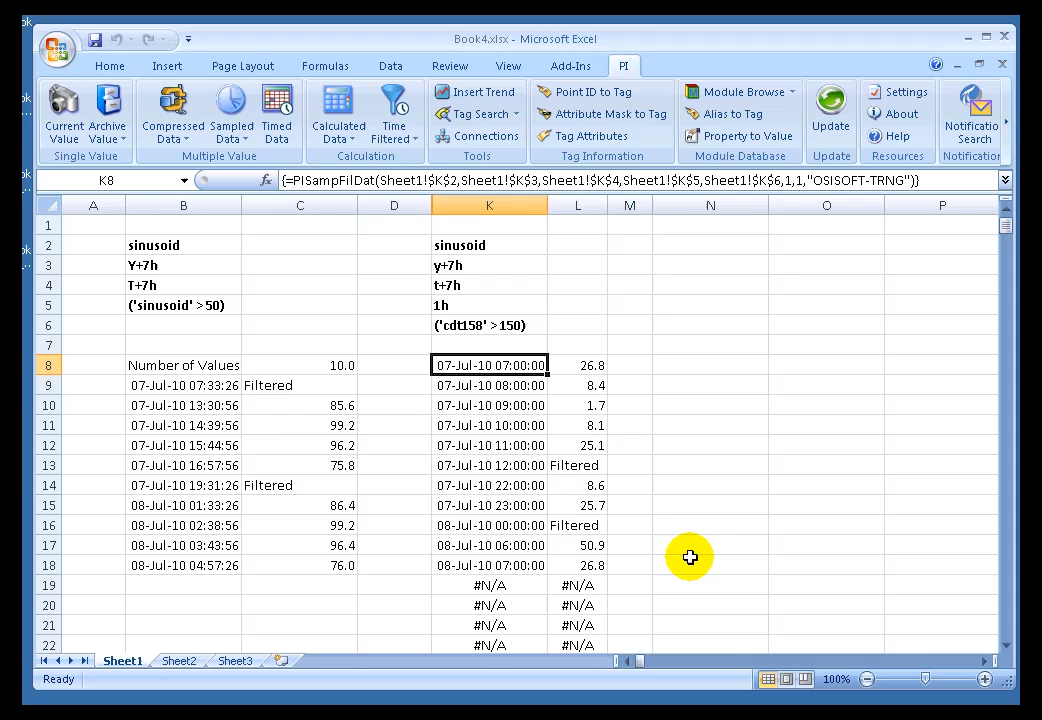 ok
Book4.xlsx - Microsoft Excel
Home Insert Page Layout Formulas Data Review View Add-Ins PI
Current Value Archive Value Compressed Data Sampled Data Timed Data Calculated Data Time Filtered
Insert Trend
Tag Search
Connections
Point ID to Tag
Attribute Mask to Tag
Tag Attributes
Module Browse
Alias to Tag
Property to Value
Update
Settings
About
Help
Notificatio Search
Single Value Multiple Value Calculation Tools Tag Information Module Database Update Resources Notification
K8 fx {=PISampFilDat(Sheet1!$K$2,Sheet1!$K$3,Sheet1!$K$4,Sheet1!$K$5,Sheet1!$K$6,1,1,"OSISOFT-TRNG")}
A B C D K L M N O P
1
2 sinusoid sinusoid
3 Y+7h y+7h
4 T+7h t+7h
5 ('sinusoid' >50) 1h
6 ('cdt158' >150)
7
8 Number of Values 10.0 07-Jul-10 07:00:00 26.8
9 07-Jul-10 07:33:26 Filtered 07-Jul-10 08:00:00 8.4
10 07-Jul-10 13:30:56 85.6 07-Jul-10 09:00:00 1.7
11 07-Jul-10 14:39:56 99.2 07-Jul-10 10:00:00 8.1
12 07-Jul-10 15:44:56 96.2 07-Jul-10 11:00:00 25.1
13 07-Jul-10 16:57:56 75.8 07-Jul-10 12:00:00 Filtered
14 07-Jul-10 19:31:26 Filtered 07-Jul-10 22:00:00 8.6
15 08-Jul-10 01:33:26 86.4 07-Jul-10 23:00:00 25.7
16 08-Jul-10 02:38:56 99.2 08-Jul-10 00:00:00 Filtered
17 08-Jul-10 03:43:56 96.4 08-Jul-10 06:00:00 50.9
18 08-Jul-10 04:57:26 76.0 08-Jul-10 07:00:00 26.8
19 #N/A #N/A
20 #N/A #N/A
21 #N/A #N/A
22 #N/A #N/A
Sheet1 Sheet2 Sheet3
Ready 100%